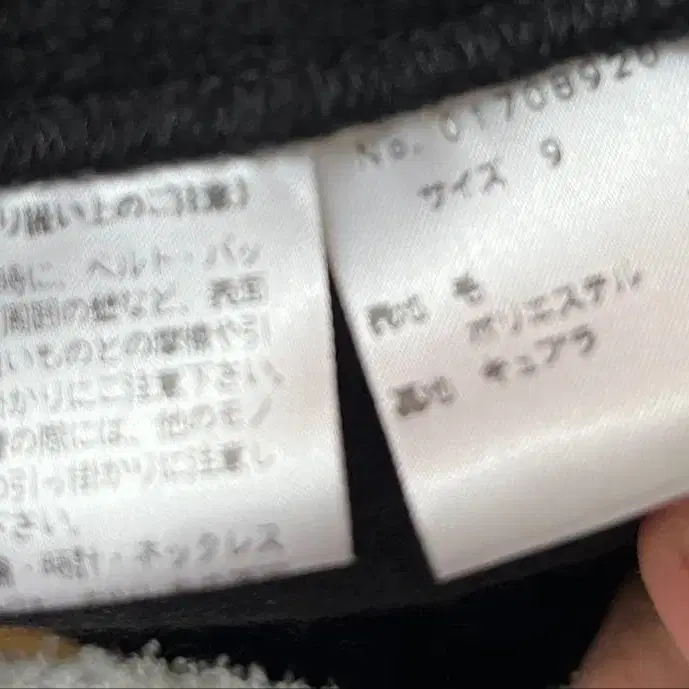 り扱い上のご注意)
時に、ベルト・バッ
周囲の壁など、表面
いものとの摩擦や引
かかりにご注意下さい。
の際には、他のモノ
の引っ掛かりに注意し
さい。
・時計・ネックレス
No. 01708920
サイズ 9
表地 毛
ポリエステル
裏地 キュプラ